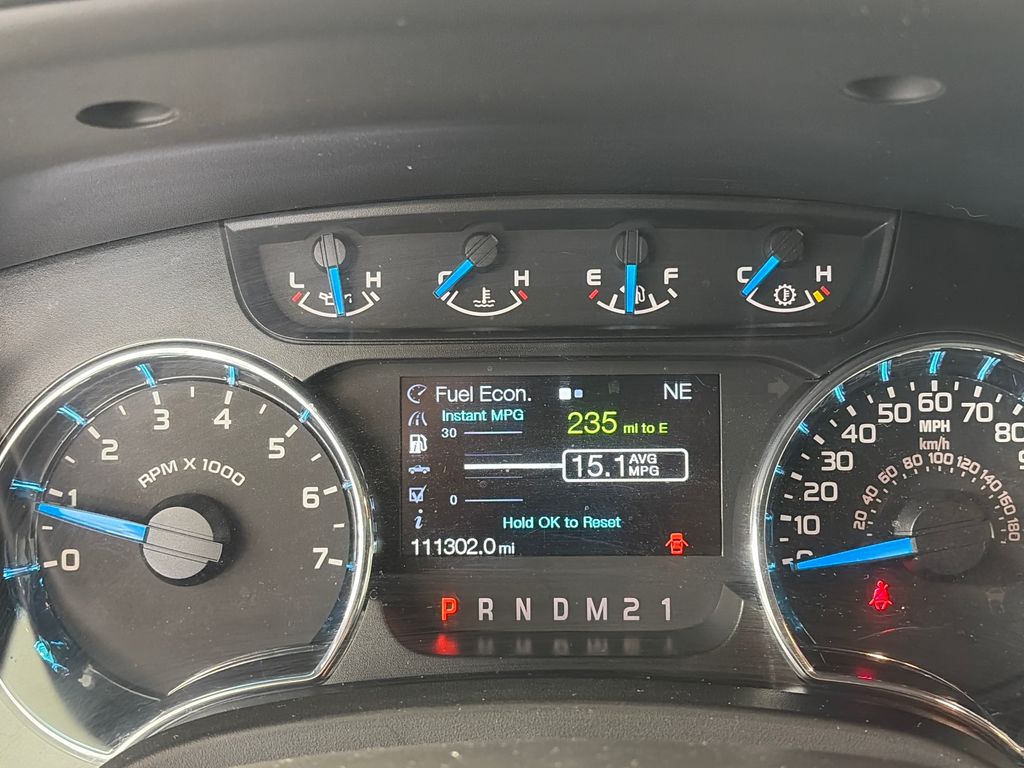 L H
H
E F
C H
Fuel Econ. NE
Instant MPG
235 mi to E
30
15.1 AVG MPG
0
Hold OK to Reset
i
111302.0 mi
P R N D M 2 1
0 1 2 3 4 5 6 7
RPM X 1000
10 20 30 40 50 60 70 80
MPH
km/h
20 40 60 80 100 120 140 160 180